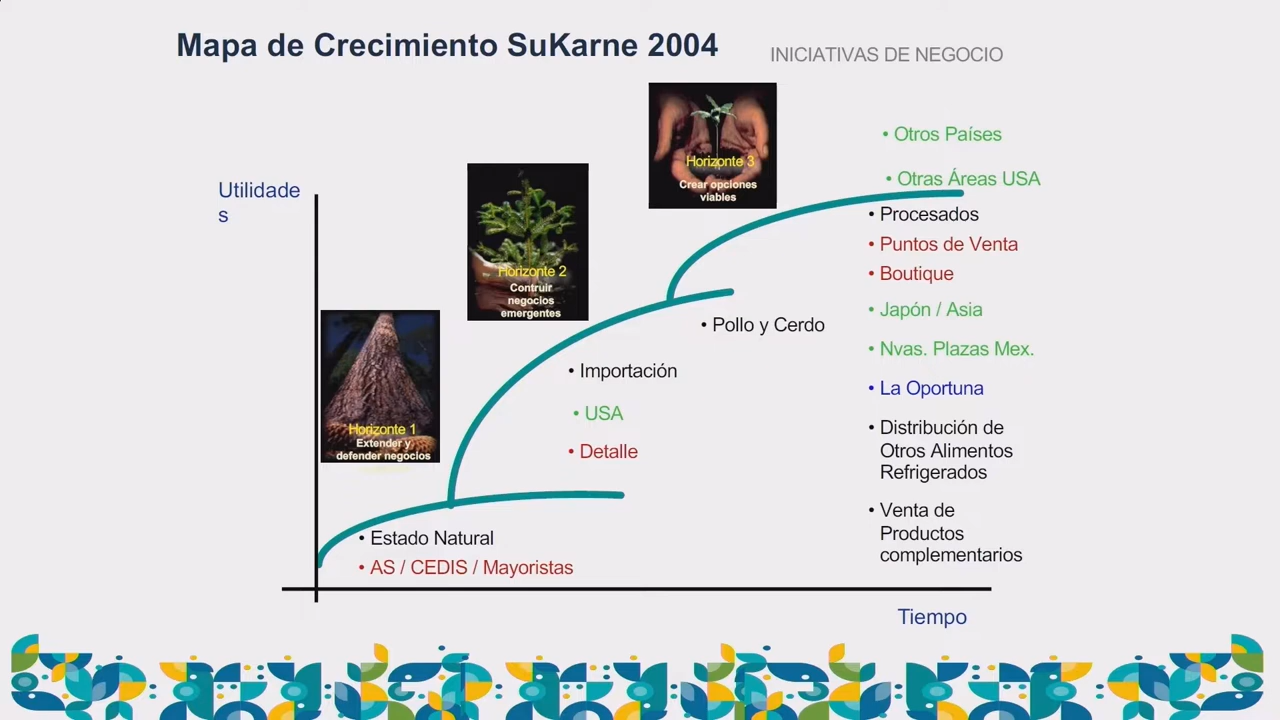 Mapa de Crecimiento SuKarne 2004
INICIATIVAS DE NEGOCIO
Utilidade
s
Horizonte 3
Crear opciones
viables
Horizonte 2
Contruir
negocios
emergentes
Horizonte 1
Extender y
defender negocios
• Otros Países
• Otras Áreas USA
• Procesados
• Puntos de Venta
• Boutique
• Japón / Asia
• Nvas. Plazas Mex.
• La Oportuna
• Distribución de
Otros Alimentos
Refrigerados
• Venta de
Productos
complementarios
• Pollo y Cerdo
• Importación
• USA
• Detalle
• Estado Natural
• AS / CEDIS / Mayoristas
Tiempo